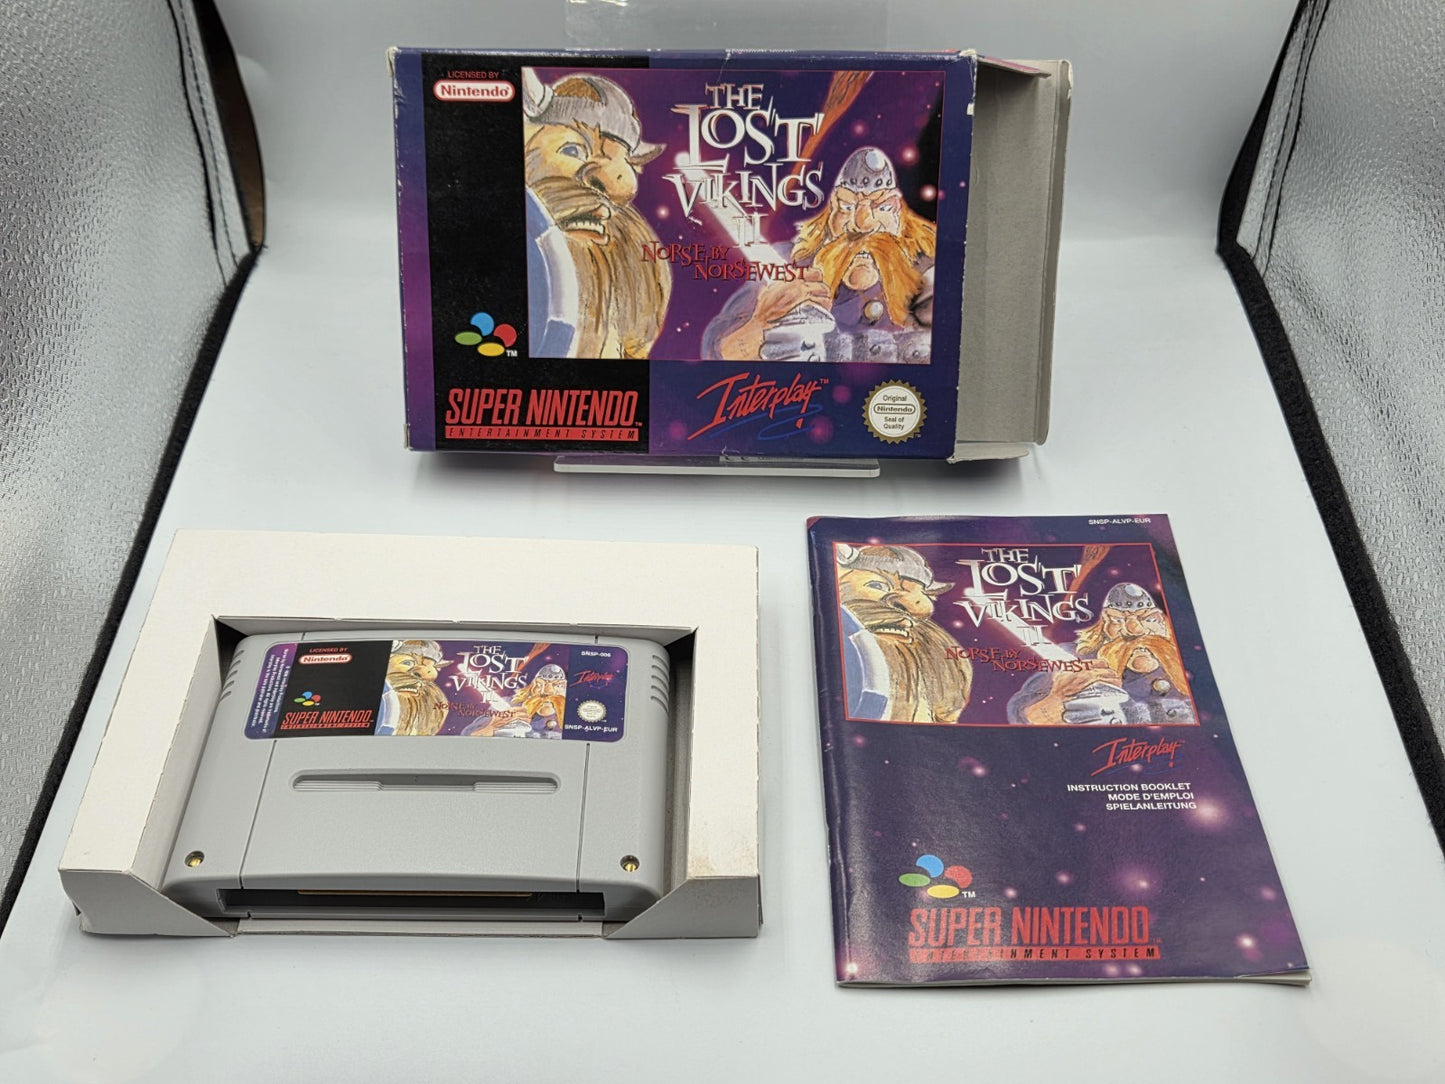 LICENSED BY
Nintendo
THE
LOST
VIKINGS
II
NORSE BY
NORSEWEST
TM
SUPER NINTENDO
ENTERTAINMENT SYSTEM
Interplay™
Original
Nintendo
Seal of
Quality
SNSP-ALVP-EUR
THE
LOST
VIKINGS
II
NORSE BY
NORSEWEST
Interplay
INSTRUCTION BOOKLET
MODE D'EMPLOI
SPIELANLEITUNG
TM
SUPER NINTENDO
ENTERTAINMENT SYSTEM
LICENSED BY
Nintendo
SUPER NINTENDO
ENTERTAINMENT SYSTEM
THE
LOST
VIKINGS
II
NORSE BY
NORSEWEST
SNSP-006
Interplay
SNSP-ALVP-EUR